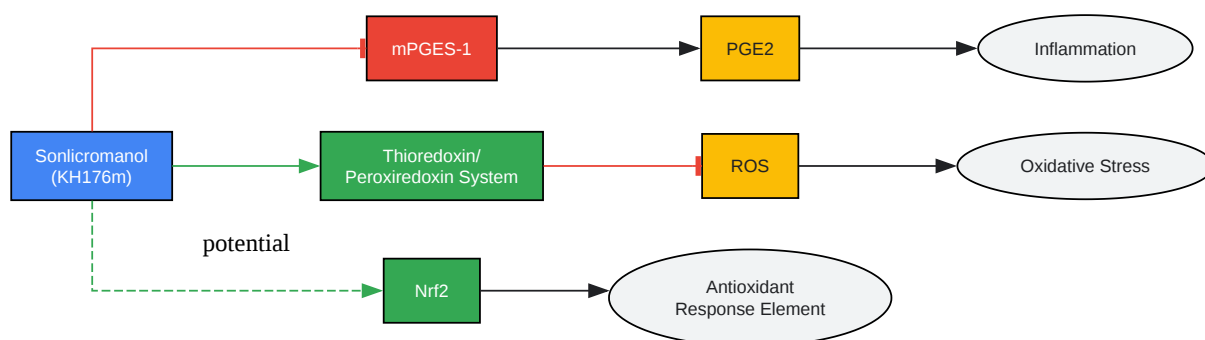 mPGES-1
PGE2
Inflammation
Sonlicromanol
(KH176m)
Thioredoxin/
Peroxiredoxin System
ROS
Oxidative Stress
potential
Nrf2
Antioxidant
Response Element